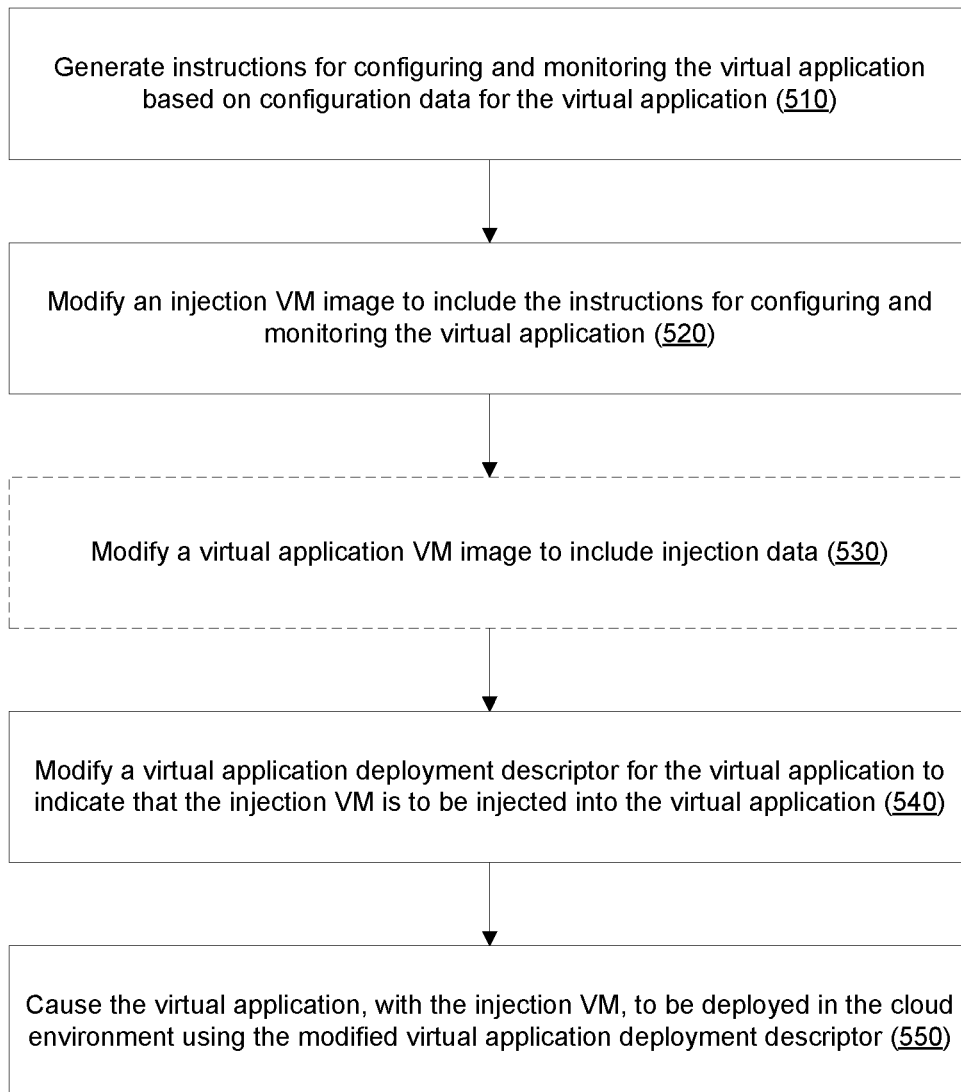 Generate instructions for configuring and monitoring the virtual application
based on configuration data for the virtual application (510)
Modify an injection VM image to include the instructions for configuring and
monitoring the virtual application (520)
Modify a virtual application VM image to include injection data (530)
Modify a virtual application deployment descriptor for the virtual application to
indicate that the injection VM is to be injected into the virtual application (540)
Cause the virtual application, with the injection VM, to be deployed in the cloud
environment using the modified virtual application deployment descriptor (550)